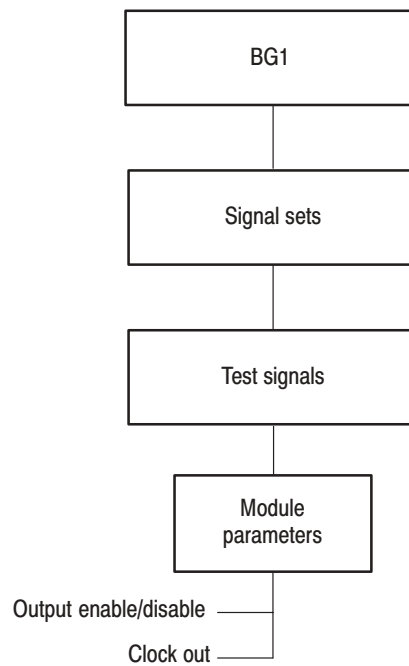 BG1
Signal sets
Test signals
Module
parameters
Output enable/disable
Clock out